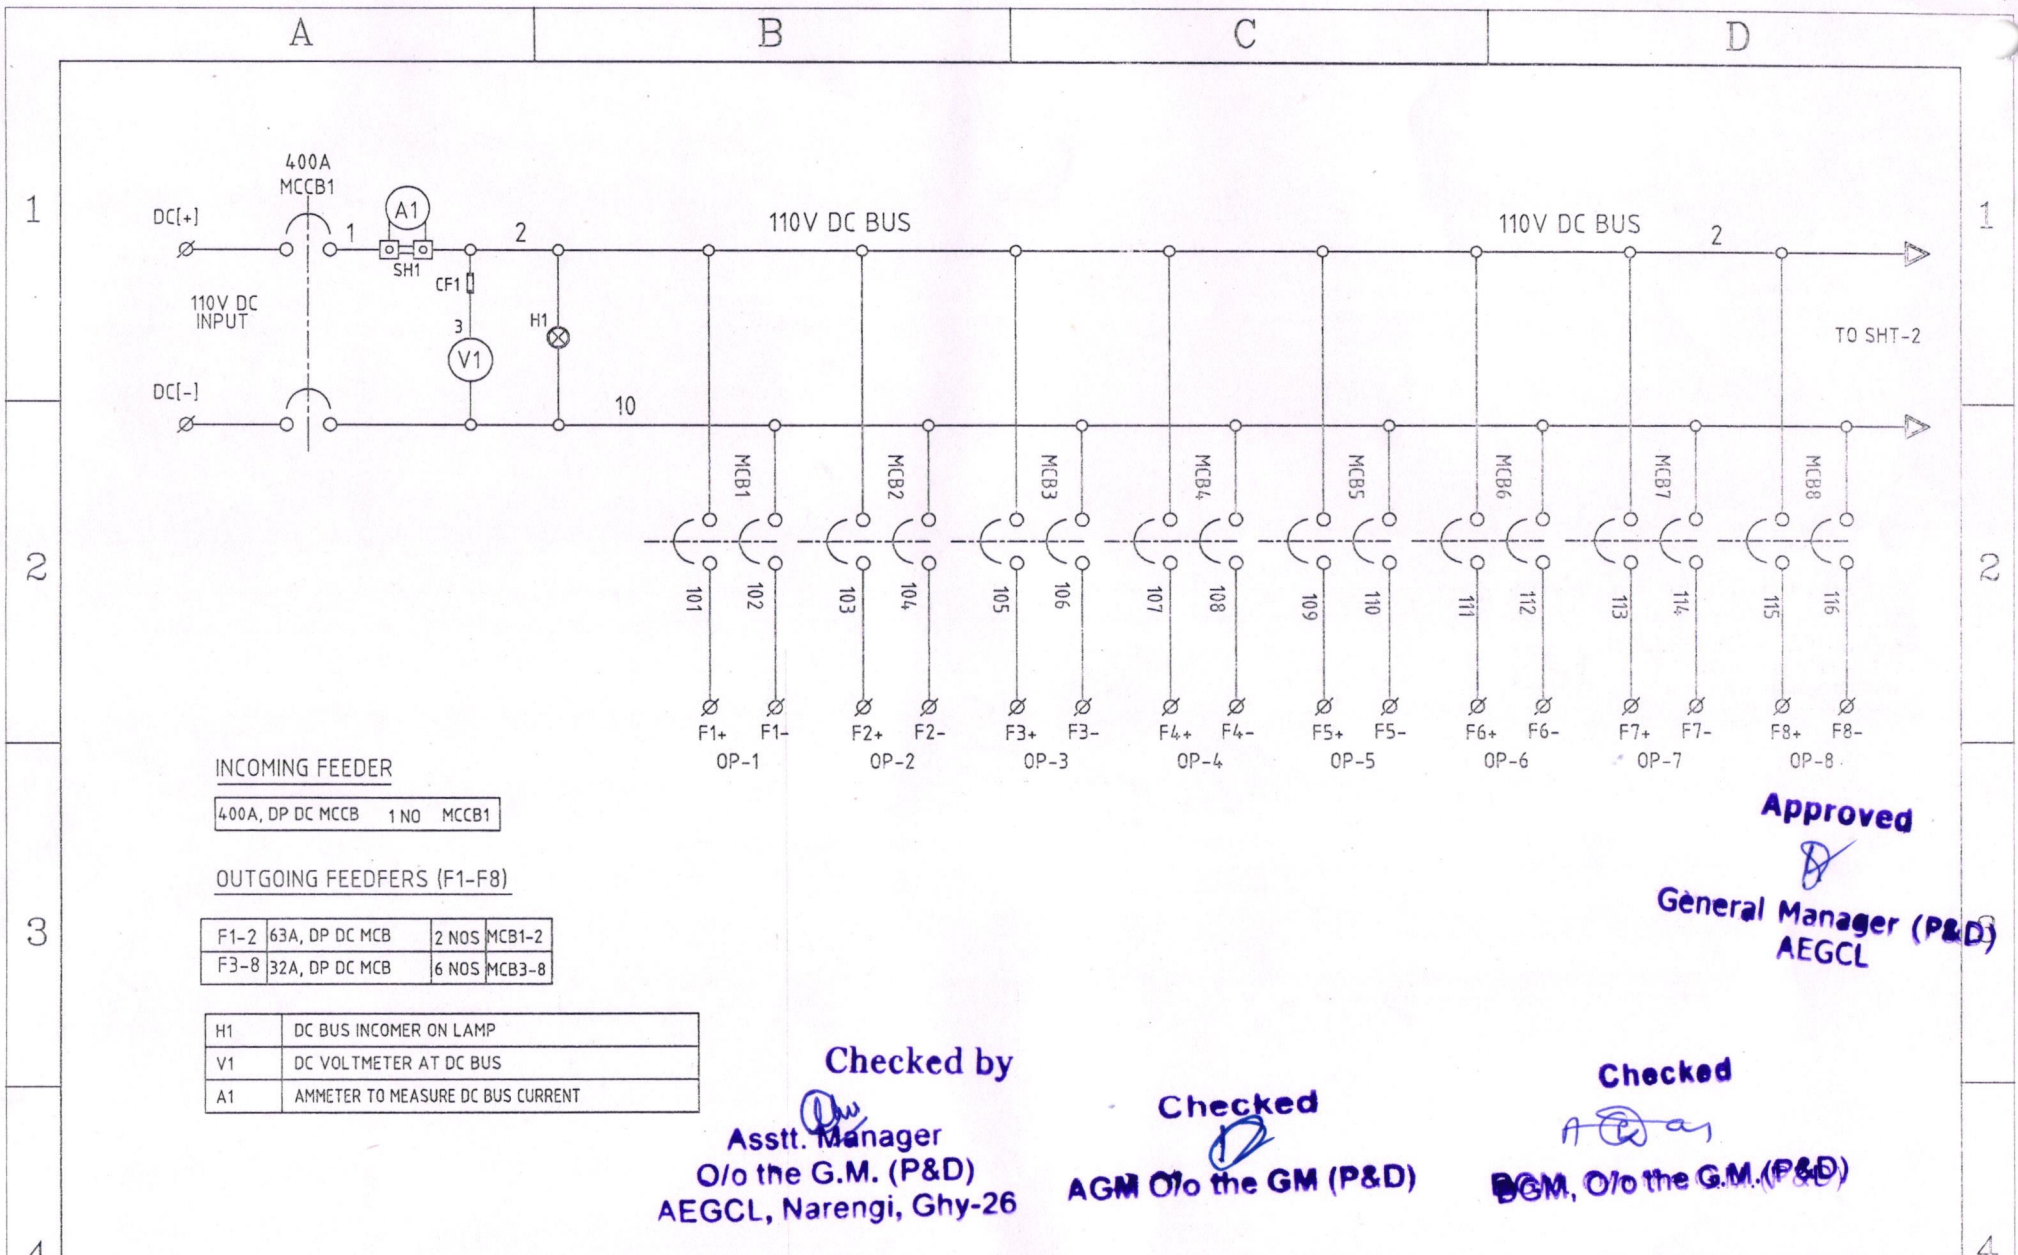 A B C D
1
1
400A
MCCB1
DC[+]
A1
1
SH1
2
110V DC BUS
110V DC BUS
2
CF1
110V DC
INPUT
3
V1
H1
TO SHT-2
DC[-]
10
MCB1 MCB2 MCB3 MCB4 MCB5 MCB6 MCB7 MCB8
2
2
101 102 103 104 105 106 107 108 109 110 111 112 113 114 115 116
F1+ F1- F2+ F2- F3+ F3- F4+ F4- F5+ F5- F6+ F6- F7+ F7- F8+ F8-
OP-1 OP-2 OP-3 OP-4 OP-5 OP-6 OP-7 OP-8
INCOMING FEEDER
400A, DP DC MCCB 1 NO MCCB1
OUTGOING FEEDFERS (F1-F8)
3
3
F1-2 63A, DP DC MCB 2 NOS MCB1-2
F3-8 32A, DP DC MCB 6 NOS MCB3-8
H1 DC BUS INCOMER ON LAMP
V1 DC VOLTMETER AT DC BUS
A1 AMMETER TO MEASURE DC BUS CURRENT
Approved
General Manager (P&D)
AEGCL
Checked by
Asstt. Manager
O/o the G.M. (P&D)
AEGCL, Narengi, Ghy-26
Checked
AGM O/o the GM (P&D)
Checked
DGM, O/o the G.M. (P&D)
4
4